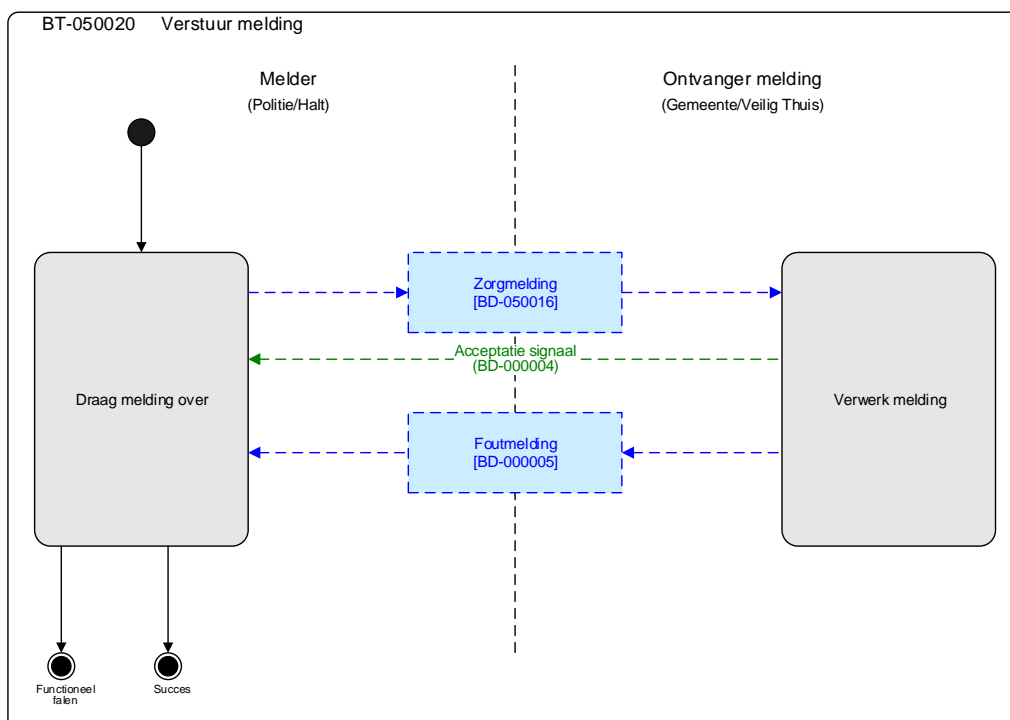 BT-050020 Verstuur melding
Melder
(Politie/Halt)
Ontvanger melding
(Gemeente/Veilig Thuis)
Zorgmelding
[BD-050016]
Acceptatie signaal
(BD-000004)
Draag melding over
Verwerk melding
Foutmelding
[BD-000005]
Functioneel
falen
Succes